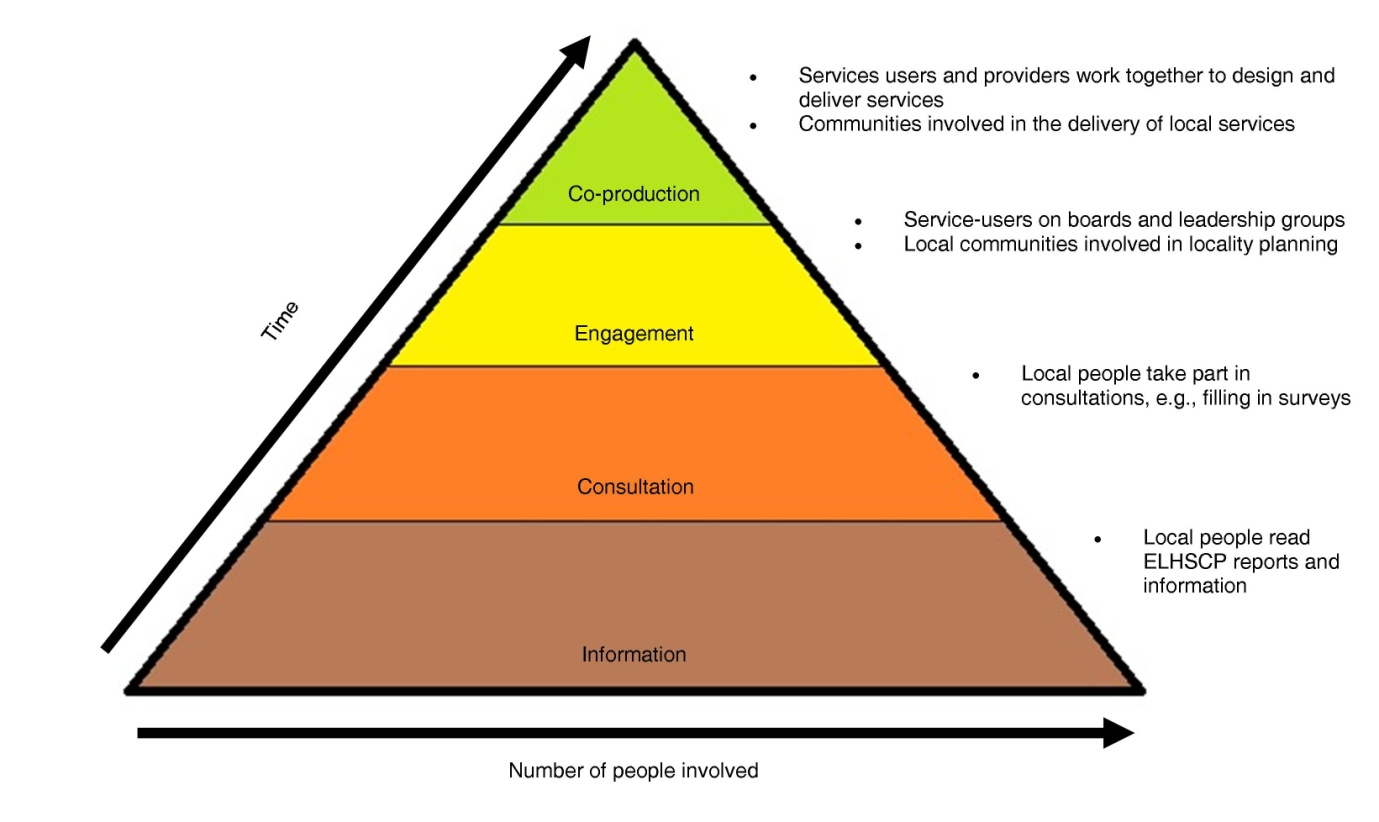 • Services users and providers work together to design and
deliver services
• Communities involved in the delivery of local services
Co-production
• Service-users on boards and leadership groups
• Local communities involved in locality planning
Time
Engagement
• Local people take part in
consultations, e.g., filling in surveys
Consultation
• Local people read
ELHSCP reports and
information
Information
Number of people involved